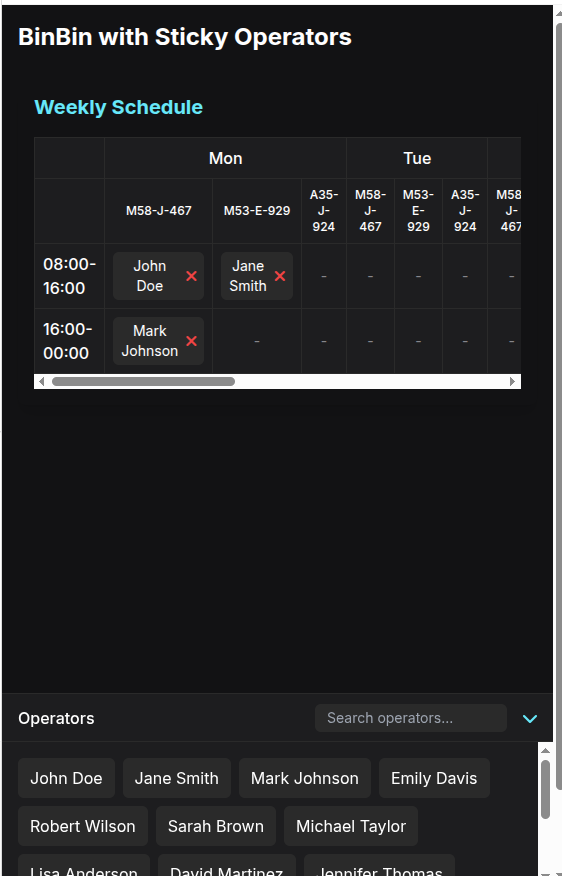 BinBin with Sticky Operators
Weekly Schedule
Mon Tue
M58-J-467 M53-E-929 A35-J-924 M58-J-467 M53-E-929 A35-J-924 M58-J-467
08:00-16:00 John Doe ✕ Jane Smith ✕ - - - - -
16:00-00:00 Mark Johnson ✕ - - - - - -
Operators Search operators... 
John Doe Jane Smith Mark Johnson Emily Davis
Robert Wilson Sarah Brown Michael Taylor
Lisa Anderson David Martinez Jennifer Thomas